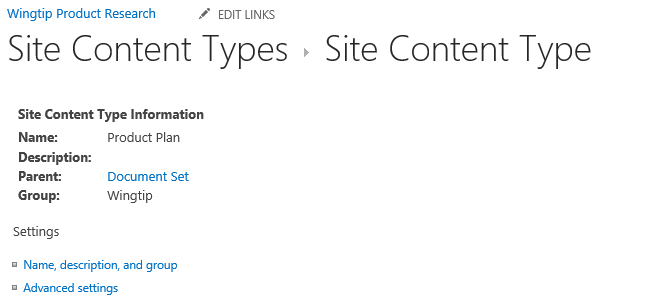 Wingtip Product Research EDIT LINKS
Site Content Types Site Content Type
Site Content Type Information
Name: Product Plan
Description:
Parent: Document Set
Group: Wingtip
Settings
Name, description, and group
Advanced settings